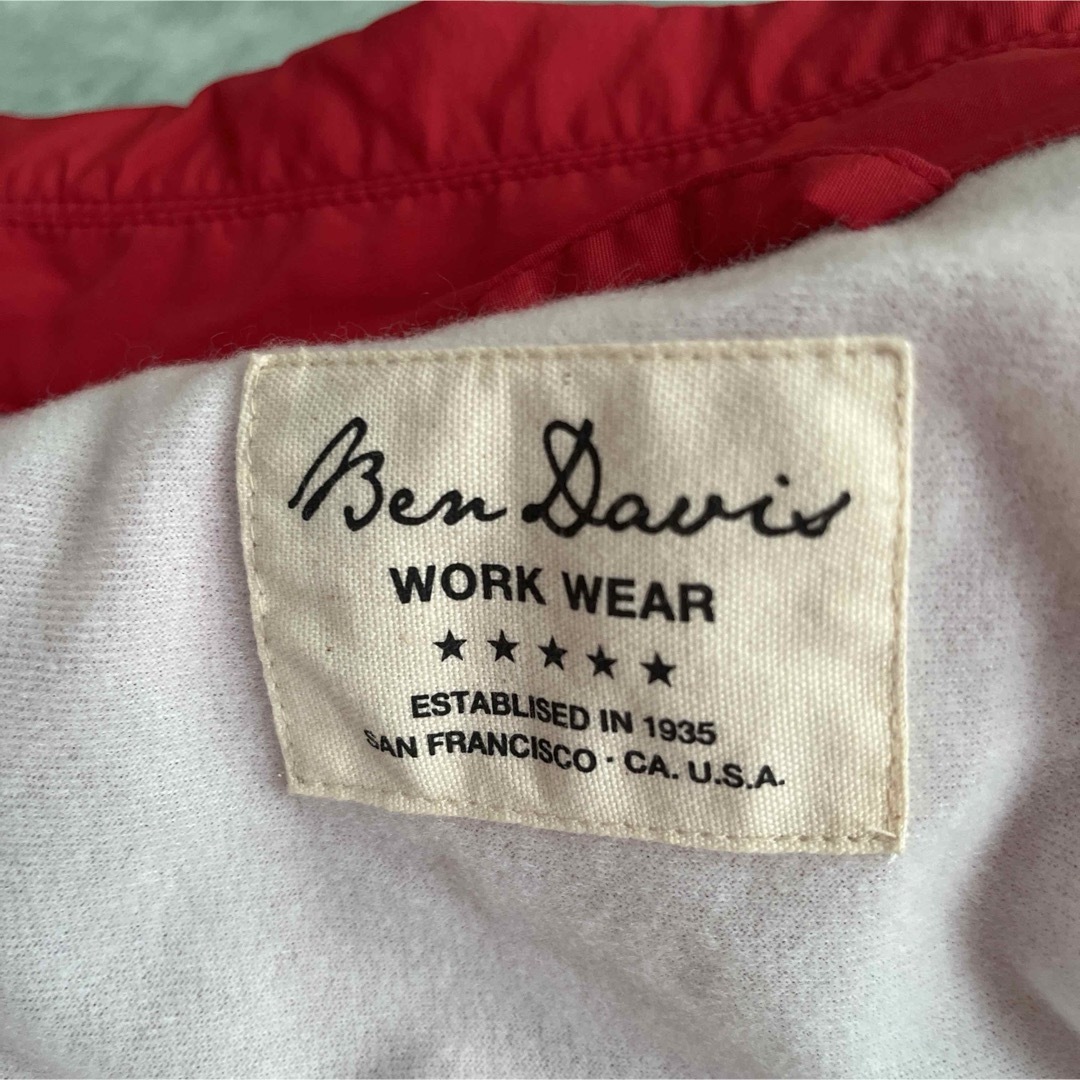 Ben Davis
WORK WEAR
★★★★★
ESTABLISED IN 1935
SAN FRANCISCO · CA. U.S.A.